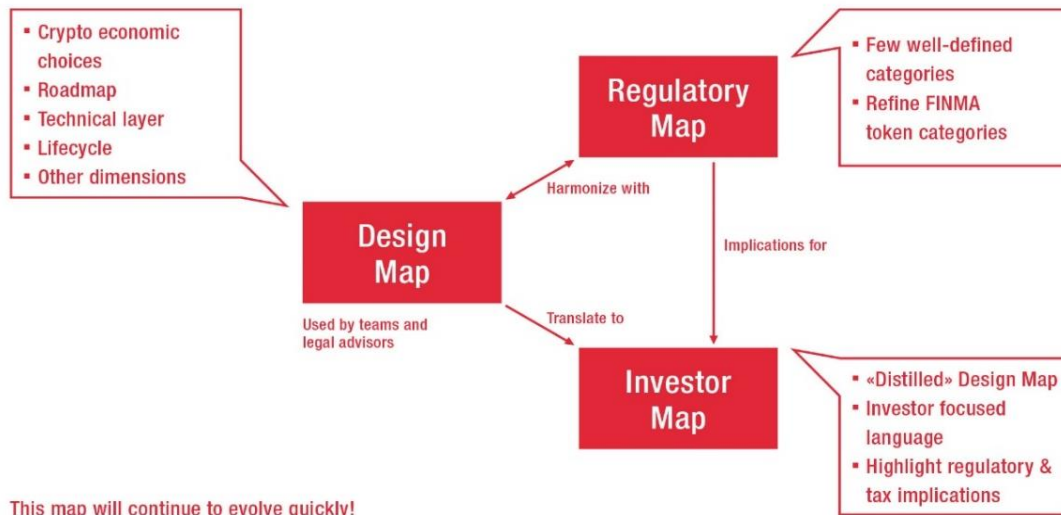 ▪ Crypto economic
choices
▪ Roadmap
▪ Technical layer
▪ Lifecycle
▪ Other dimensions
Regulatory
Map
▪ Few well-defined
categories
▪ Refine FINMA
token categories
Harmonize with
Design
Map
Implications for
Used by teams and
legal advisors
Translate to
Investor
Map
▪ «Distilled» Design Map
▪ Investor focused
language
▪ Highlight regulatory &
tax implications
This map will continue to evolve quickly!